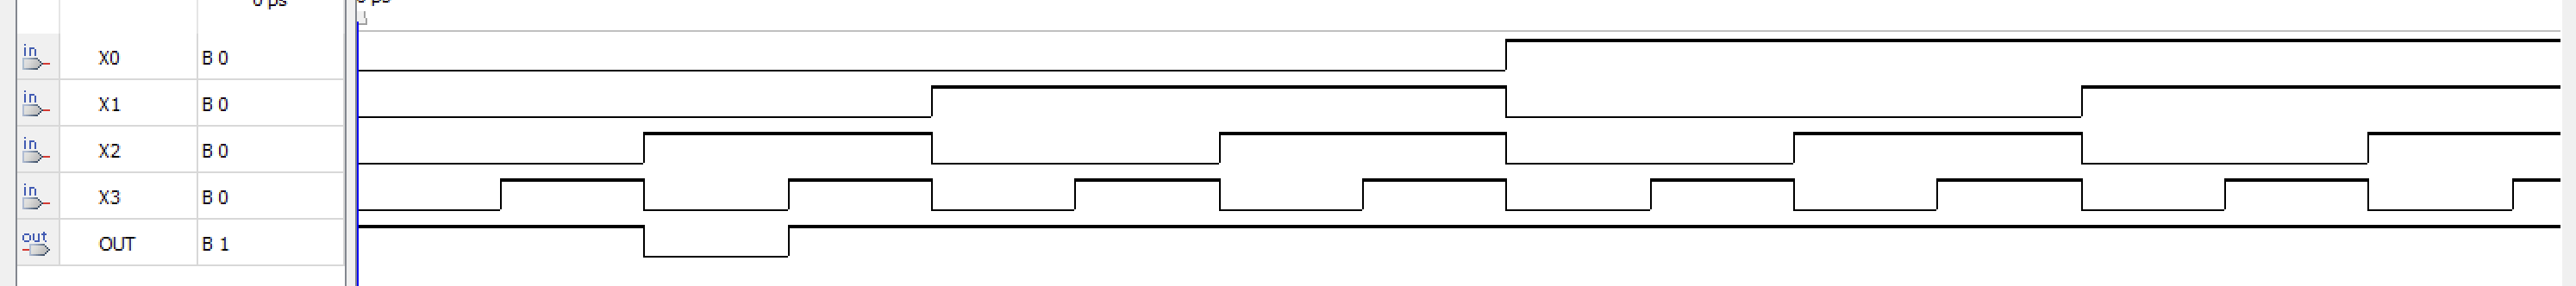 0 ps
0 ps
in X0 B 0
in X1 B 0
in X2 B 0
in X3 B 0
out OUT B 1